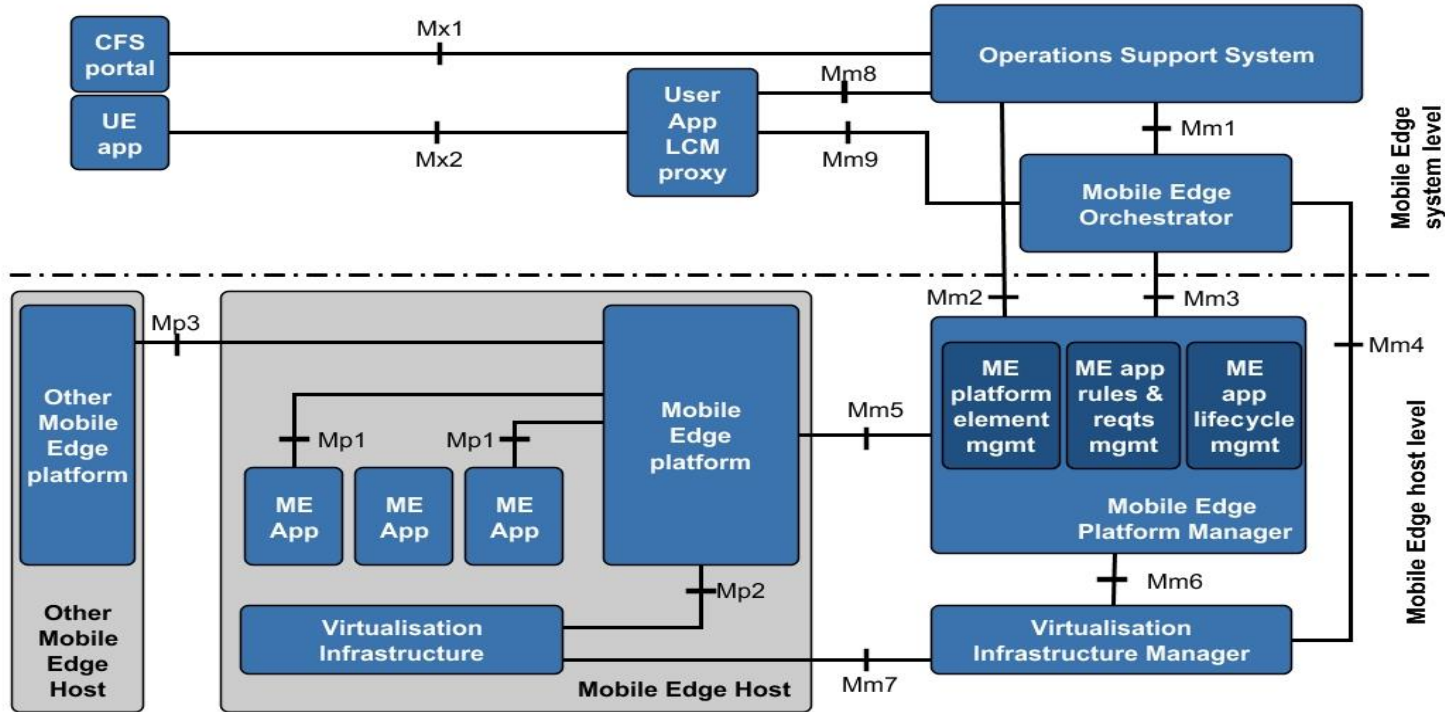 CFS
portal
Mx1
Operations Support System
UE
app
Mx2
User
App
LCM
proxy
Mm8
Mm9
Mm1
Mobile Edge
Orchestrator
Mobile Edge
system level
Other
Mobile
Edge
platform
Other
Mobile
Edge
Host
Mp3
Mp1
Mp1
ME
App
ME
App
ME
App
Mobile
Edge
platform
Mp2
Virtualisation
Infrastructure
Mobile Edge Host
Mm2
Mm3
Mm4
Mm5
ME
platform
element
mgmt
ME app
rules &
reqts
mgmt
ME
app
lifecycle
mgmt
Mobile Edge
Platform Manager
Mm6
Mm7
Virtualisation
Infrastructure Manager
Mobile Edge host level